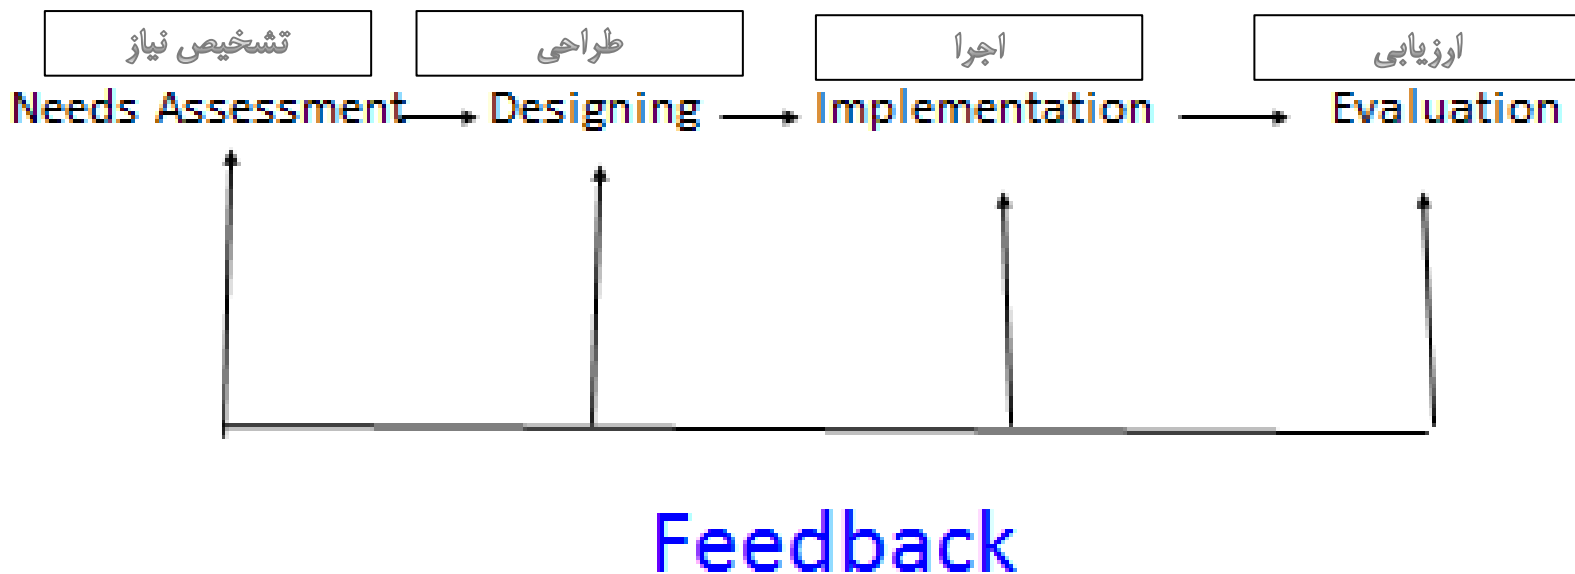 تشخیص نیاز
طراحی
اجرا
ارزیابی
Needs Assessment
Designing
Implementation
Evaluation
Feedback